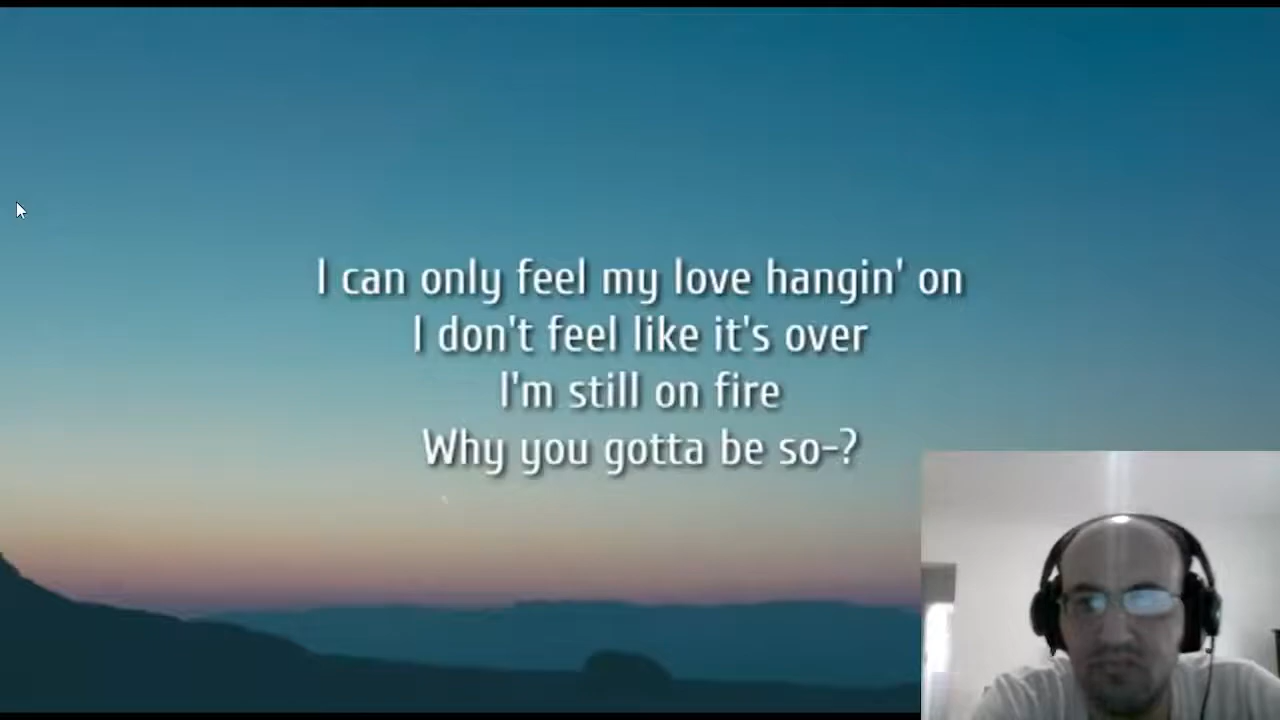 I can only feel my love hangin' on
I don't feel like it's over
I'm still on fire
Why you gotta be so-?